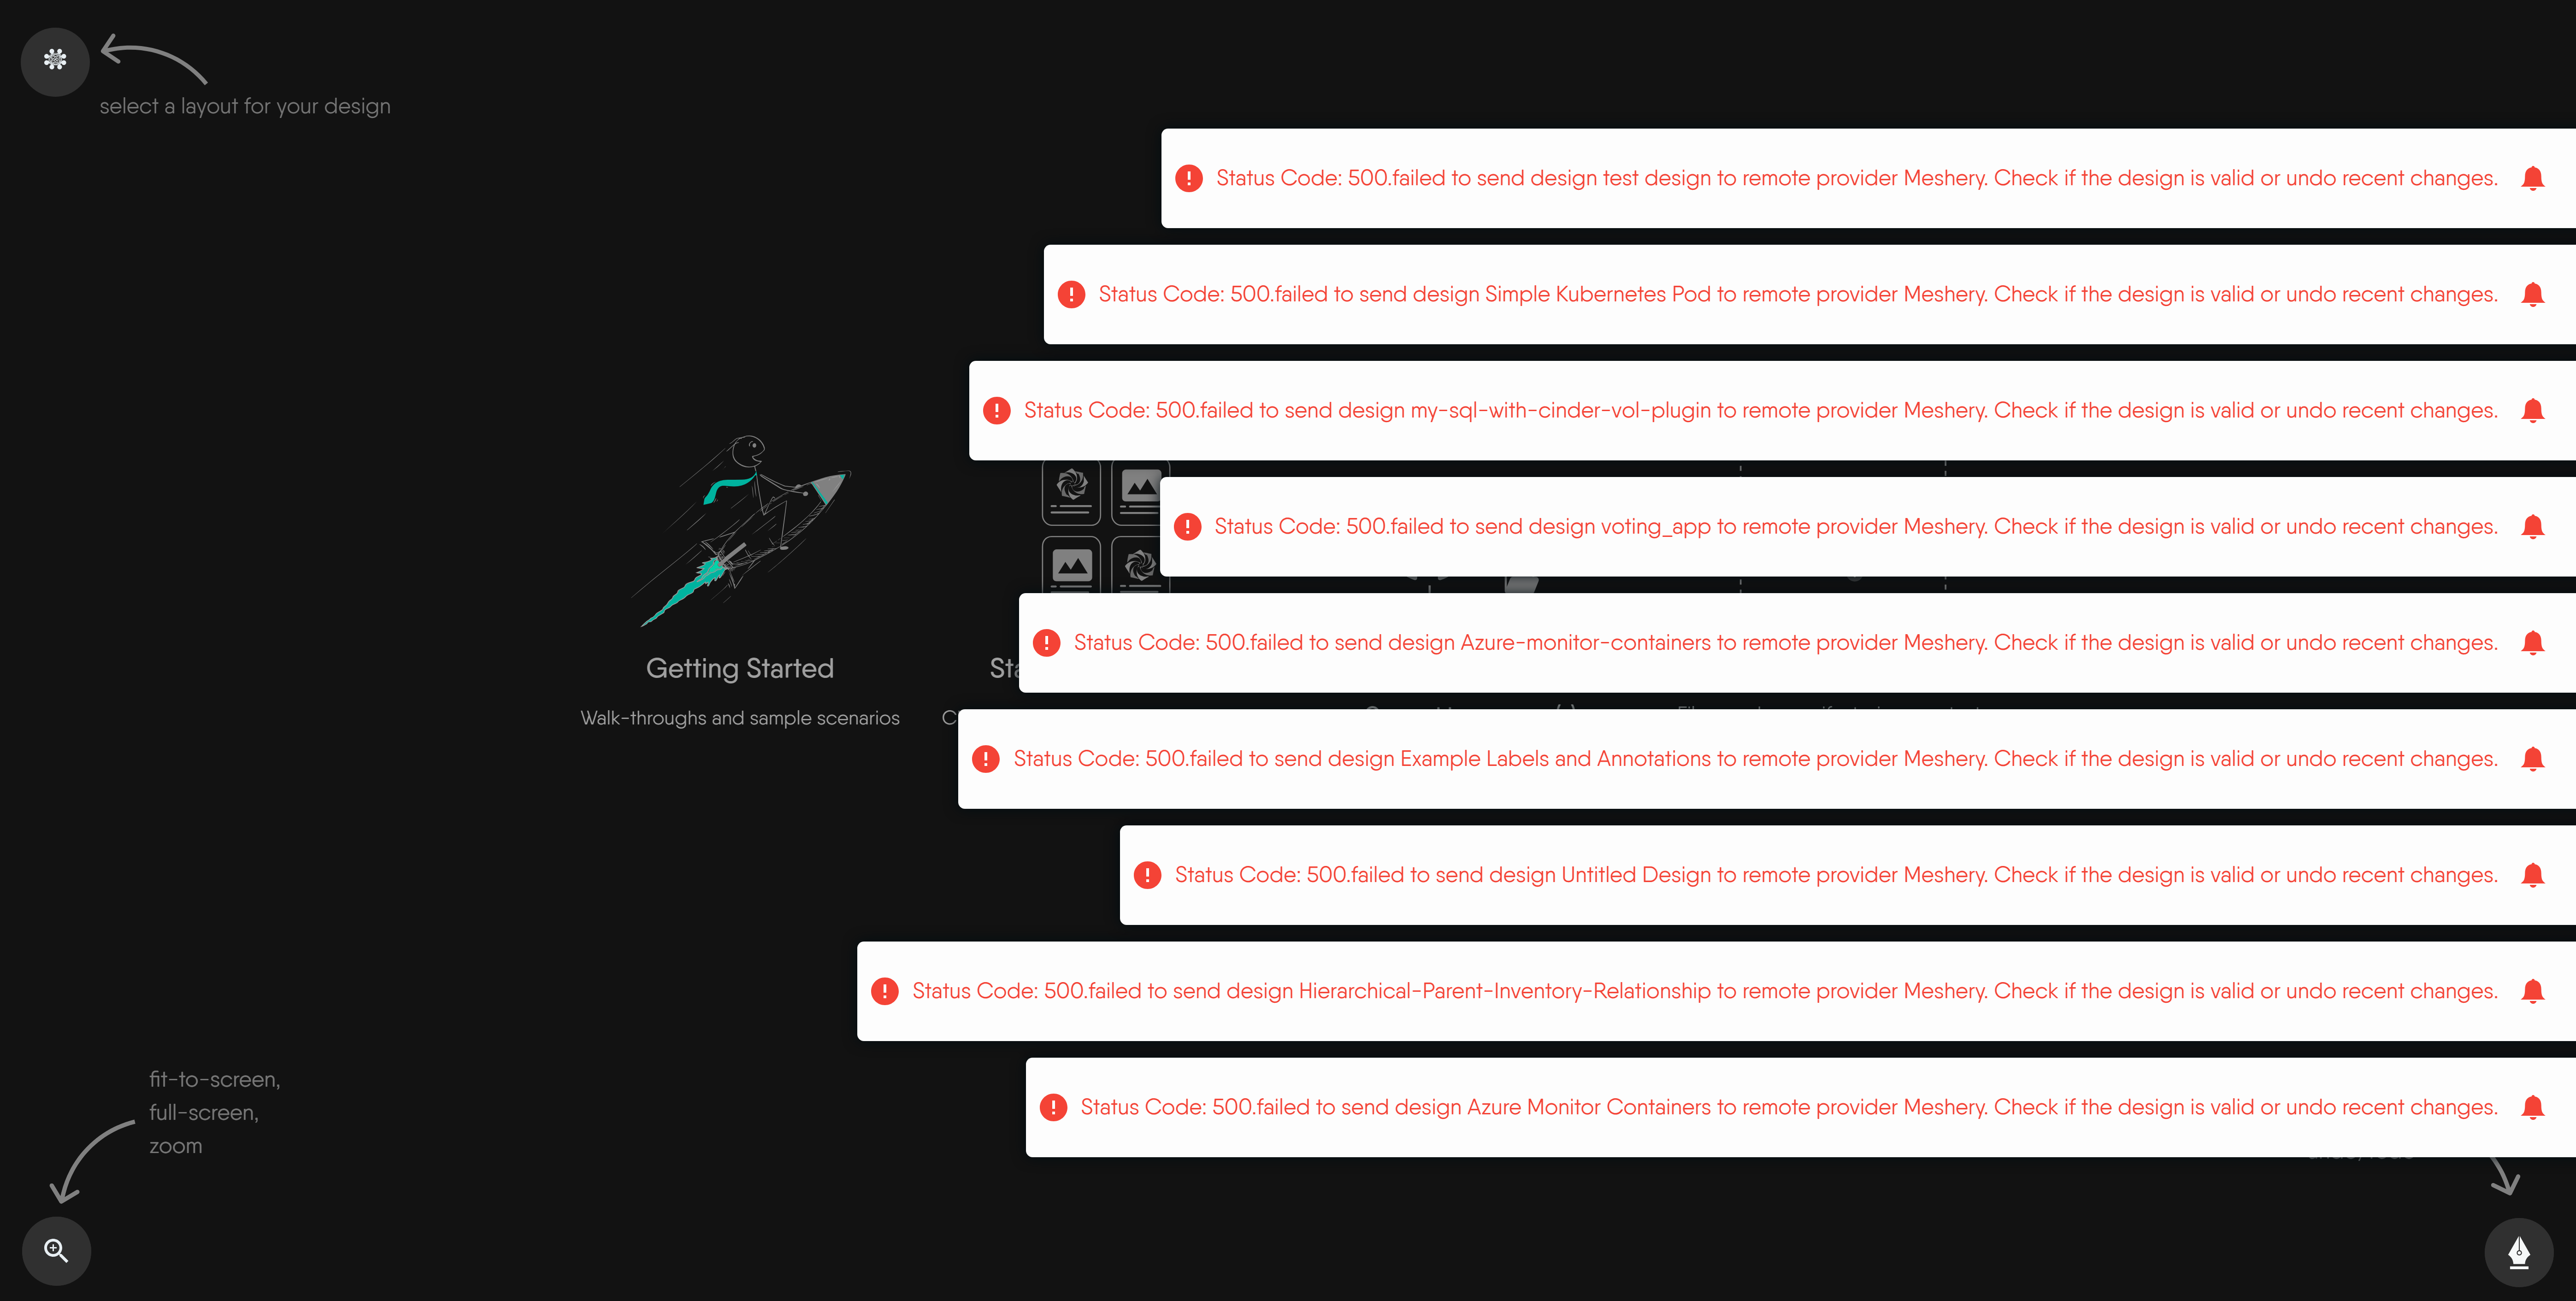 select a layout for your design
Status Code: 500.failed to send design test design to remote provider Meshery. Check if the design is valid or undo recent changes.
Status Code: 500.failed to send design Simple Kubernetes Pod to remote provider Meshery. Check if the design is valid or undo recent changes.
Status Code: 500.failed to send design my-sql-with-cinder-vol-plugin to remote provider Meshery. Check if the design is valid or undo recent changes.
Status Code: 500.failed to send design voting_app to remote provider Meshery. Check if the design is valid or undo recent changes.
Status Code: 500.failed to send design Azure-monitor-containers to remote provider Meshery. Check if the design is valid or undo recent changes.
Getting Started
Walk-throughs and sample scenarios
Status Code: 500.failed to send design Example Labels and Annotations to remote provider Meshery. Check if the design is valid or undo recent changes.
Status Code: 500.failed to send design Untitled Design to remote provider Meshery. Check if the design is valid or undo recent changes.
Status Code: 500.failed to send design Hierarchical-Parent-Inventory-Relationship to remote provider Meshery. Check if the design is valid or undo recent changes.
Status Code: 500.failed to send design Azure Monitor Containers to remote provider Meshery. Check if the design is valid or undo recent changes.
fit-to-screen,
full-screen,
zoom